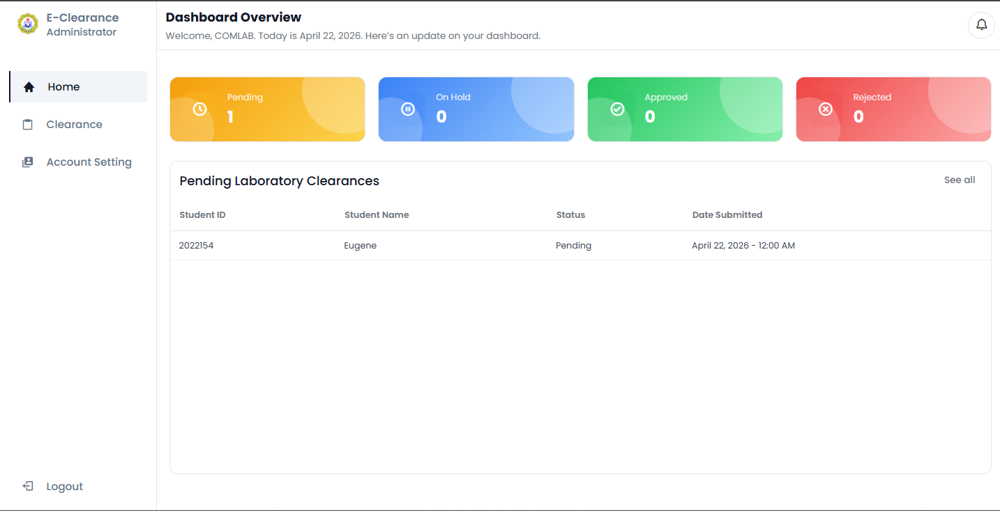 E-Clearance
Administrator
Home
Clearance
Account Setting
Logout
Dashboard Overview
Welcome, COMLAB. Today is April 22, 2026. Here's an update on your dashboard.
Pending
1
On Hold
0
Approved
0
Rejected
0
Pending Laboratory Clearances
See all
Student ID Student Name Status Date Submitted
2022154 Eugene Pending April 22, 2026 - 12:00 AM